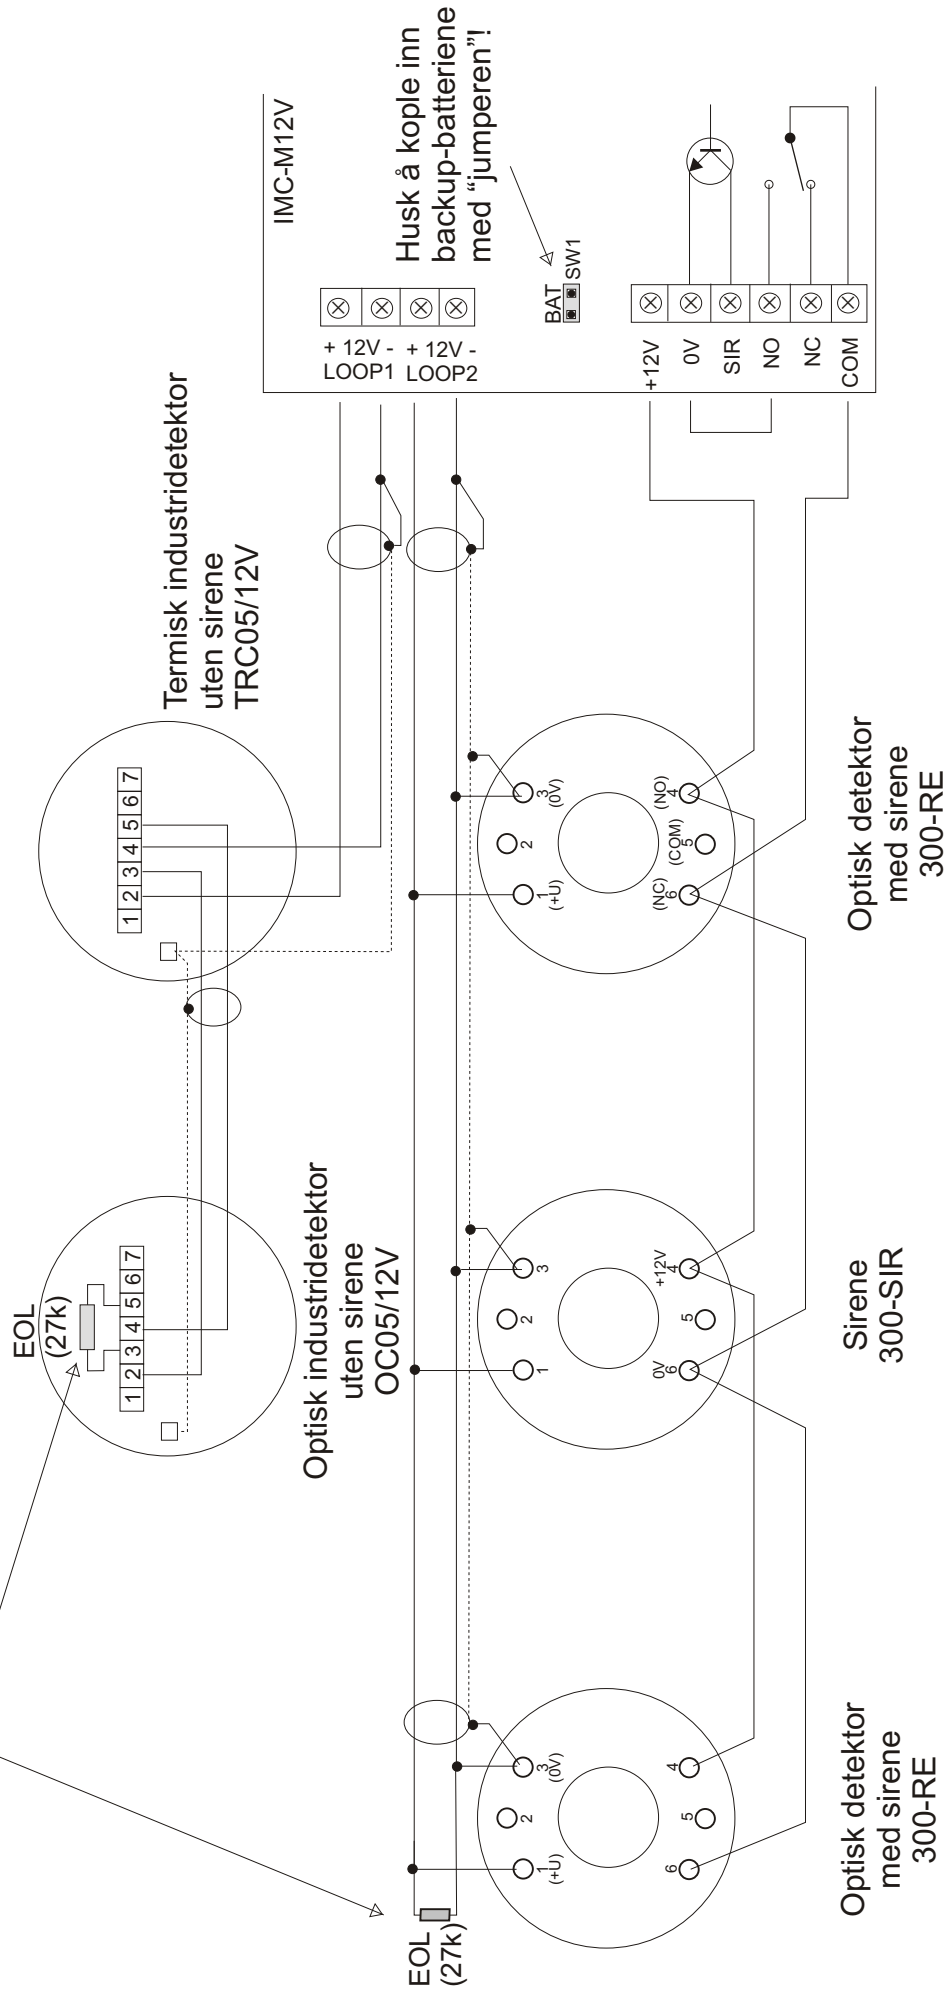 IMC-M12V
Husk å kople inn
backup-batteriene
med “jumperen”!
BAT
SW1
+ 12V -
LOOP1
+ 12V -
LOOP2
+12V
0V
SIR
NO
NC
COM
Termisk industridetektor
uten sirene
TRC05/12V
1 2 3 4 5 6 7
EOL
(27k)
1 2 3 4 5 6 7
Optisk industridetektor
uten sirene
OC05/12V
EOL
(27k)
1
(+U)
2
3
(0V)
4
5
6
Optisk detektor
med sirene
300-RE
1
2
3
+12V
4
5
0V
6
Sirene
300-SIR
1
(+U)
2
3
(0V)
(NO)
4
(COM)
5
(NC)
6
Optisk detektor
med sirene
300-RE